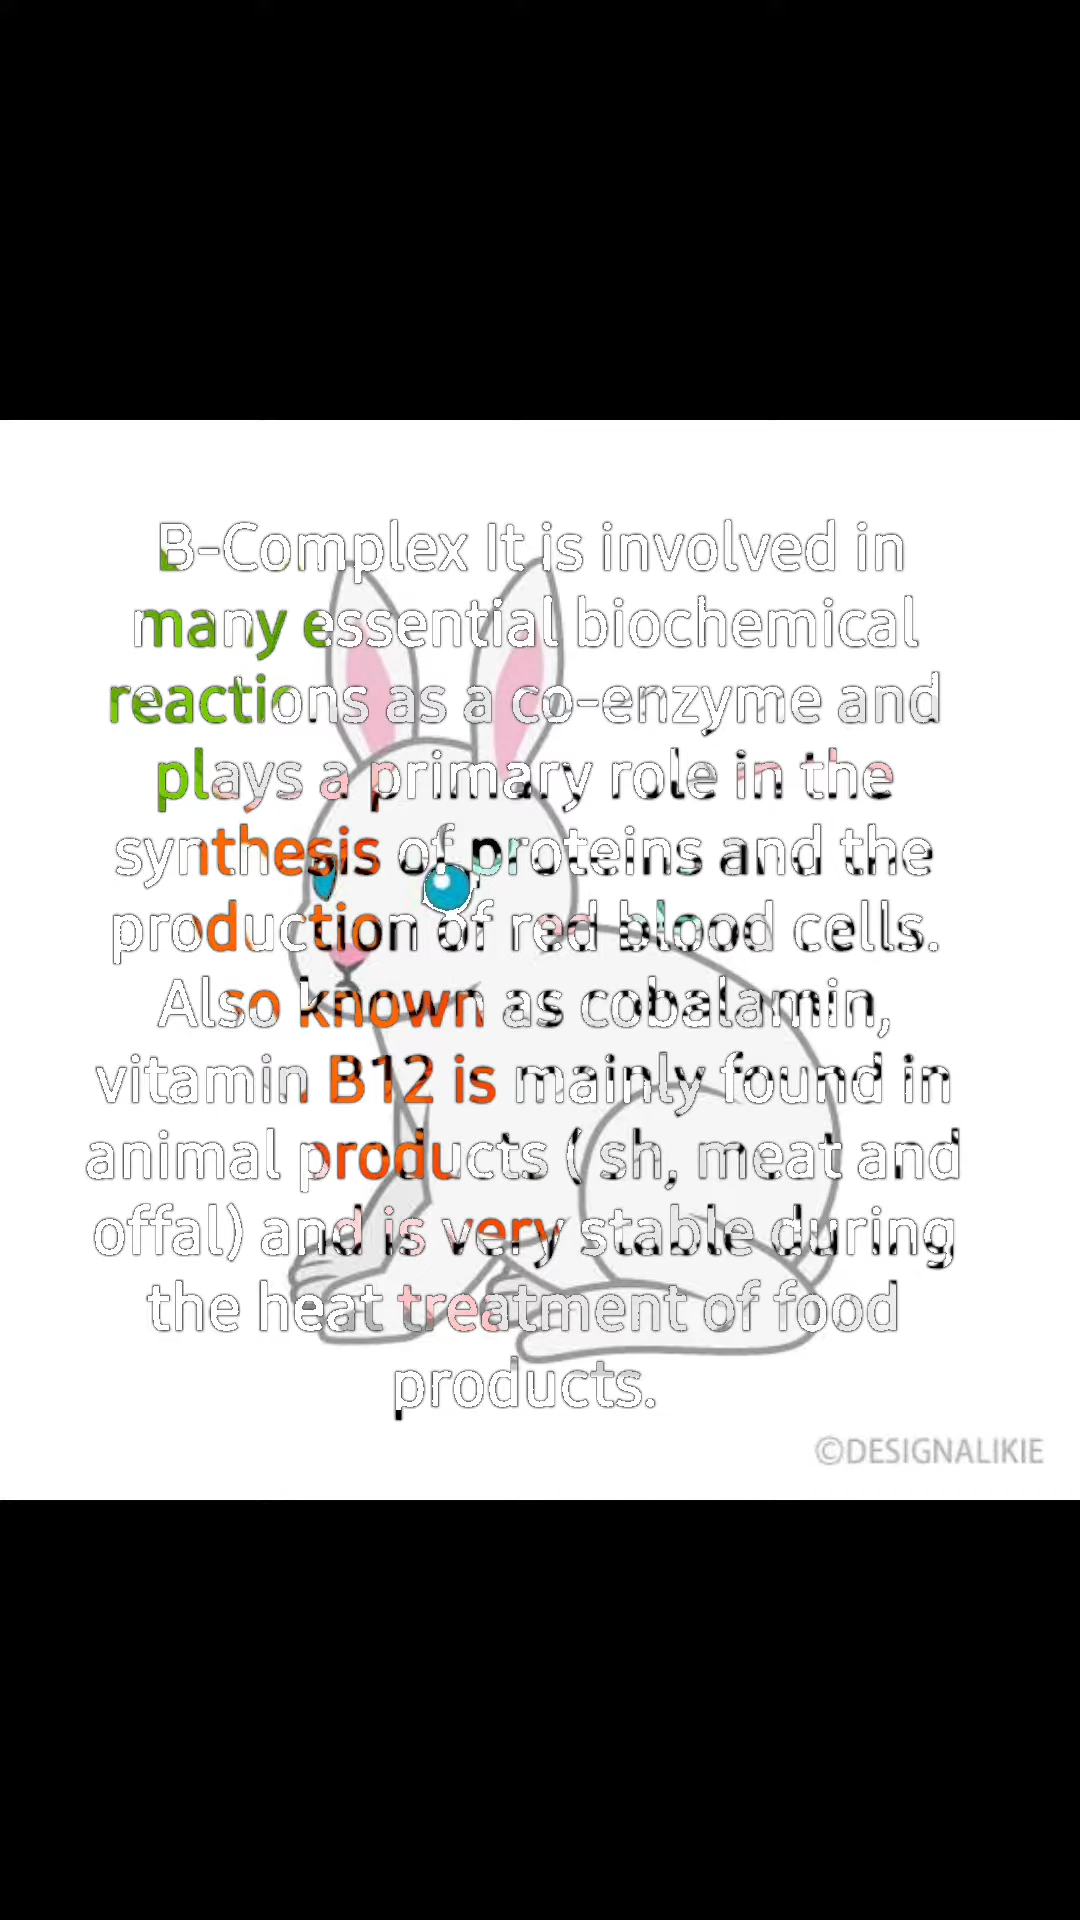 B-Complex It is involved in
many essential biochemical
reactions as a co-enzyme and
plays a primary role in the
synthesis of proteins and the
production of red blood cells.
Also known as cobalamin,
vitamin B12 is mainly found in
animal products ( sh, meat and
offal) and is very stable during
the heat treatment of food
products.
©DESIGNALIKIE